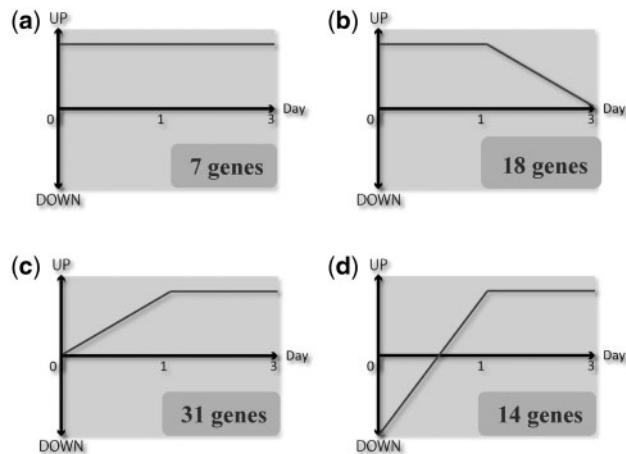 (a)
UP
Day
0
1
3
7 genes
DOWN
(b)
UP
Day
0
1
3
18 genes
DOWN
(c)
UP
Day
0
1
3
31 genes
DOWN
(d)
UP
Day
0
1
3
14 genes
DOWN